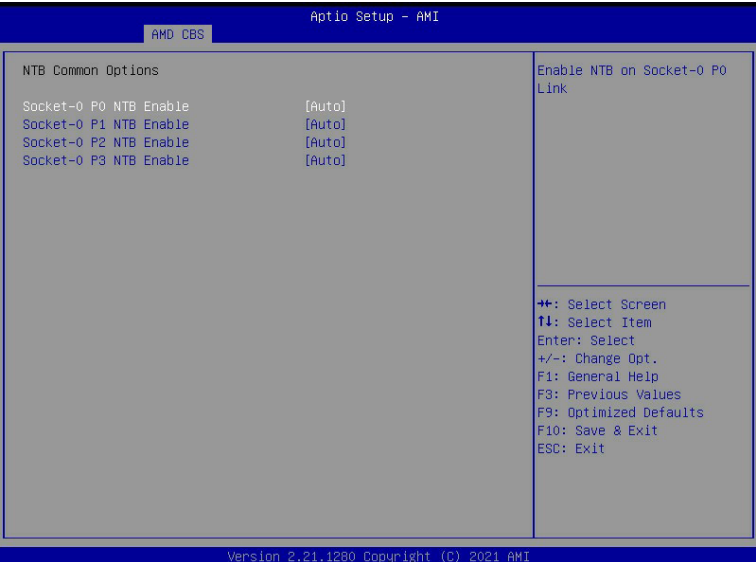 Aptio Setup – AMI
AMD CBS
NTB Common Options
Socket-0 P0 NTB Enable [Auto]
Socket-0 P1 NTB Enable [Auto]
Socket-0 P2 NTB Enable [Auto]
Socket-0 P3 NTB Enable [Auto]
Enable NTB on Socket-0 P0
Link
→←: Select Screen
↑↓: Select Item
Enter: Select
+/-: Change Opt.
F1: General Help
F3: Previous Values
F9: Optimized Defaults
F10: Save & Exit
ESC: Exit
Version 2.21.1280 Copyright (C) 2021 AMI